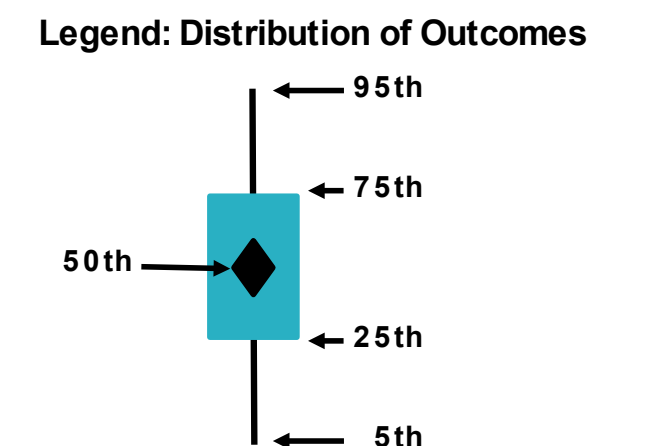 Legend: Distribution of Outcomes
95th
75th
50th
25th
5th